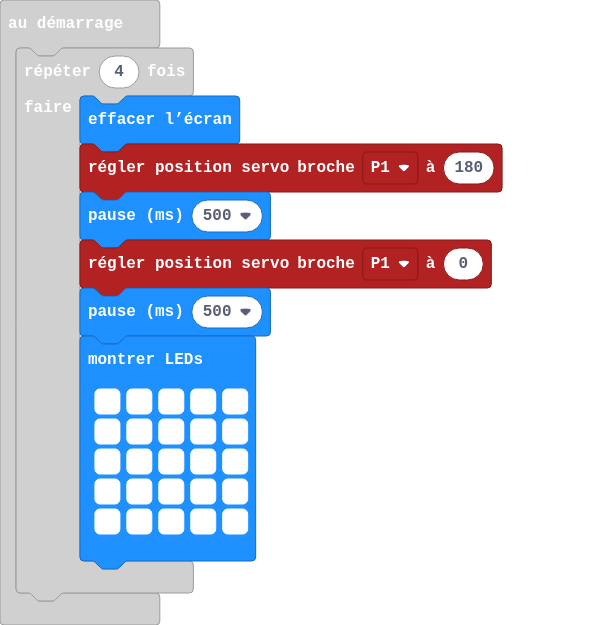 au démarrage
répéter 4 fois
faire
effacer l’écran
régler position servo broche P1 à 180
pause (ms) 500
régler position servo broche P1 à 0
pause (ms) 500
montrer LEDs